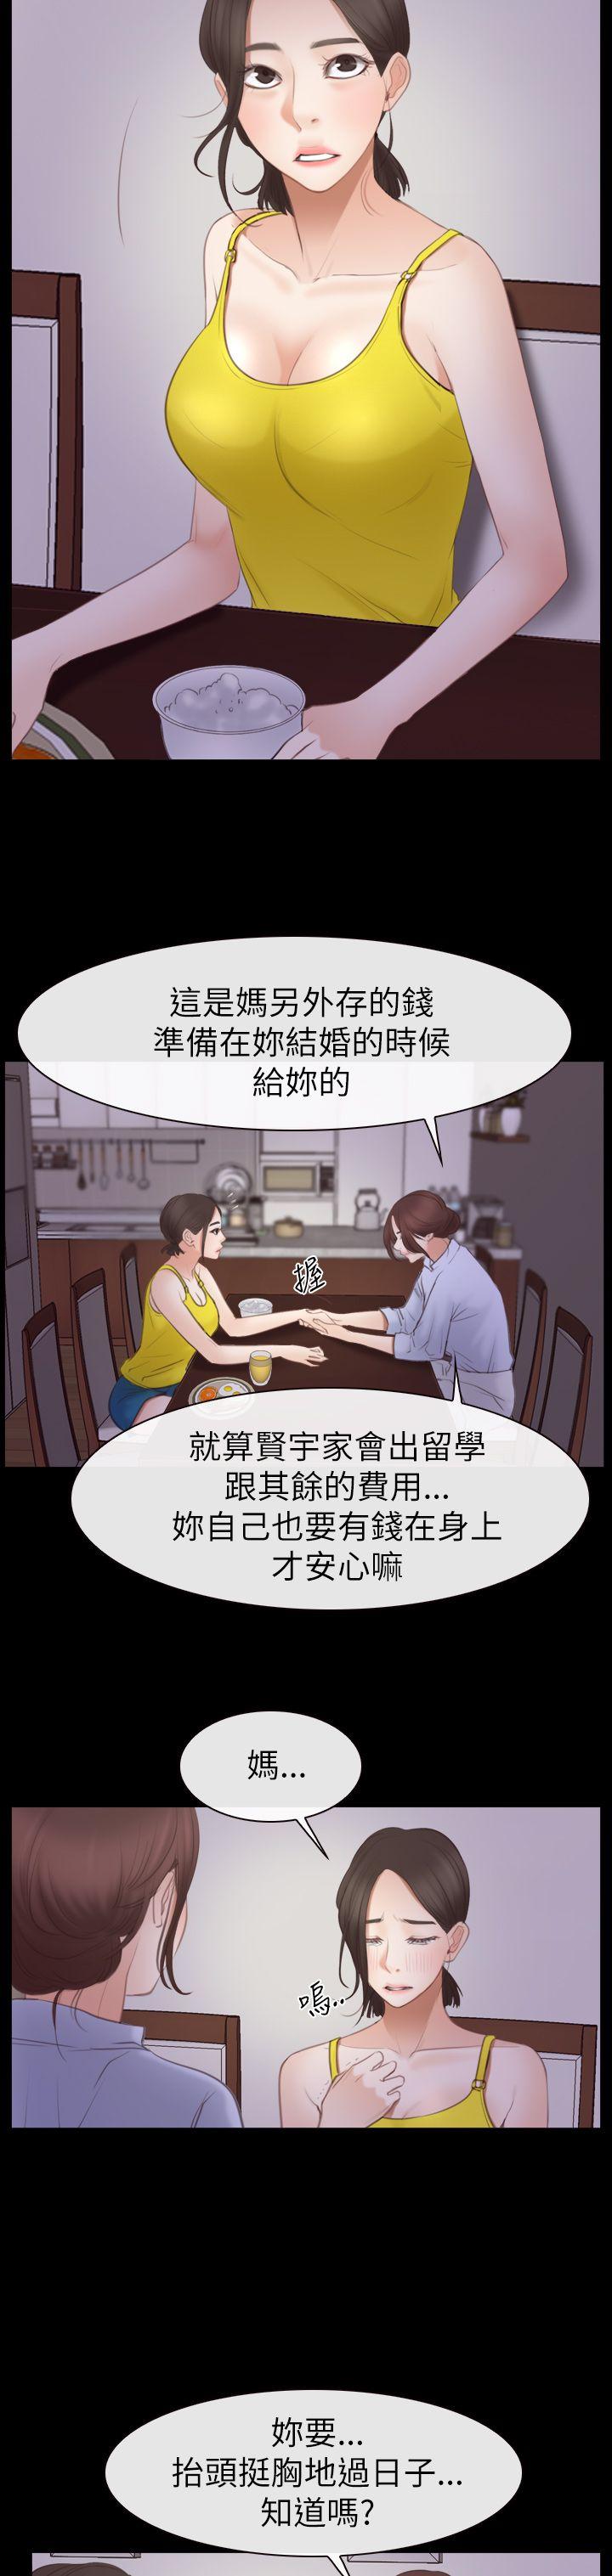 這是媽另外存的錢
準備在妳結婚的時候
給妳的
握
就算賢宇家會出留學
跟其餘的費用...
妳自己也要有錢在身上
才安心嘛
媽...
嗚..
妳要...
抬頭挺胸地過日子...
知道嗎?